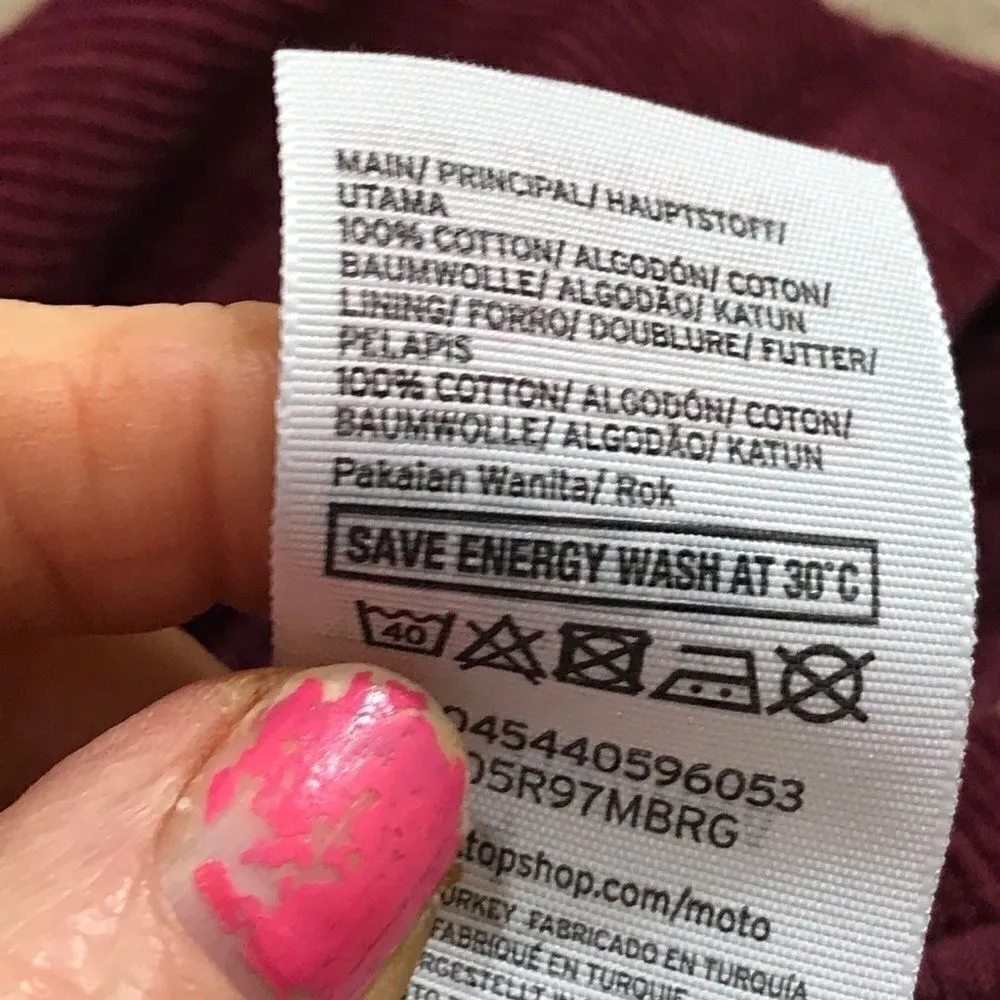 MAIN/ PRINCIPAL/ HAUPTSTOFF/
UTAMA
100% COTTON/ ALGODÓN/ COTON/
BAUMWOLLE/ ALGODÃO/ KATUN
LINING/ FORRO/ DOUBLURE/ FUTTER/
PELAPIS
100% COTTON/ ALGODÓN/ COTON/
BAUMWOLLE/ ALGODÃO/ KATUN
Pakaian Wanita/ Rok
SAVE ENERGY WASH AT 30°C
40
045440596053
05R97MBRG
.topshop.com/moto
URKEY FABRICADO EN TURQUÍA
FABRIQUÉ EN TURQUIE